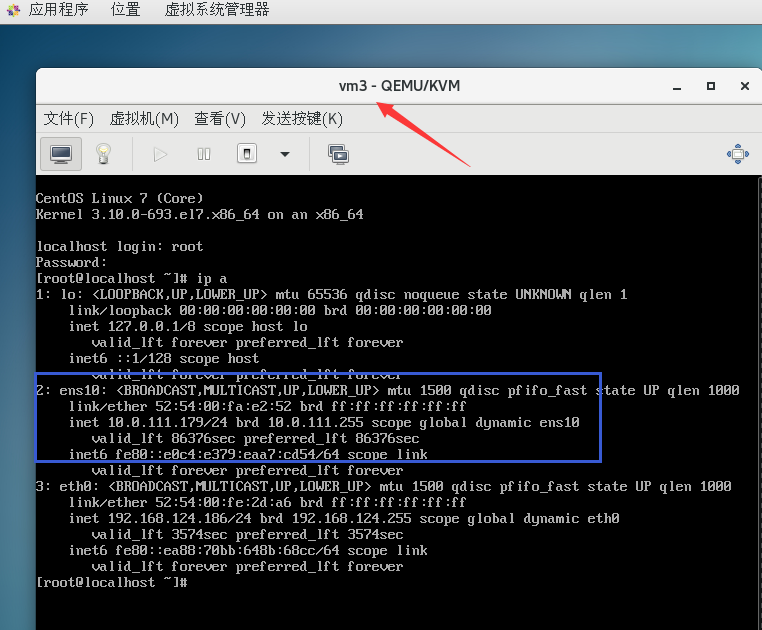 应用程序 位置 虚拟系统管理器
vm3 - QEMU/KVM
文件(F) 虚拟机(M) 查看(V) 发送按键(K)
CentOS Linux 7 (Core)
Kernel 3.10.0-693.el7.x86_64 on an x86_64
localhost login: root
Password:
[root@localhost ~]# ip a
1: lo: <LOOPBACK,UP,LOWER_UP> mtu 65536 qdisc noqueue state UNKNOWN qlen 1
link/loopback 00:00:00:00:00:00 brd 00:00:00:00:00:00
inet 127.0.0.1/8 scope host lo
valid_lft forever preferred_lft forever
inet6 ::1/128 scope host
valid_lft forever preferred_lft forever
2: ens10: <BROADCAST,MULTICAST,UP,LOWER_UP> mtu 1500 qdisc pfifo_fast state UP qlen 1000
link/ether 52:54:00:fa:e2:52 brd ff:ff:ff:ff:ff:ff
inet 10.0.111.179/24 brd 10.0.111.255 scope global dynamic ens10
valid_lft 86376sec preferred_lft 86376sec
inet6 fe80::e0c4:e379:eaa7:cd54/64 scope link
valid_lft forever preferred_lft forever
3: eth0: <BROADCAST,MULTICAST,UP,LOWER_UP> mtu 1500 qdisc pfifo_fast state UP qlen 1000
link/ether 52:54:00:fe:2d:a6 brd ff:ff:ff:ff:ff:ff
inet 192.168.124.186/24 brd 192.168.124.255 scope global dynamic eth0
valid_lft 3574sec preferred_lft 3574sec
inet6 fe80::ea88:70bb:648b:68cc/64 scope link
valid_lft forever preferred_lft forever
[root@localhost ~]#